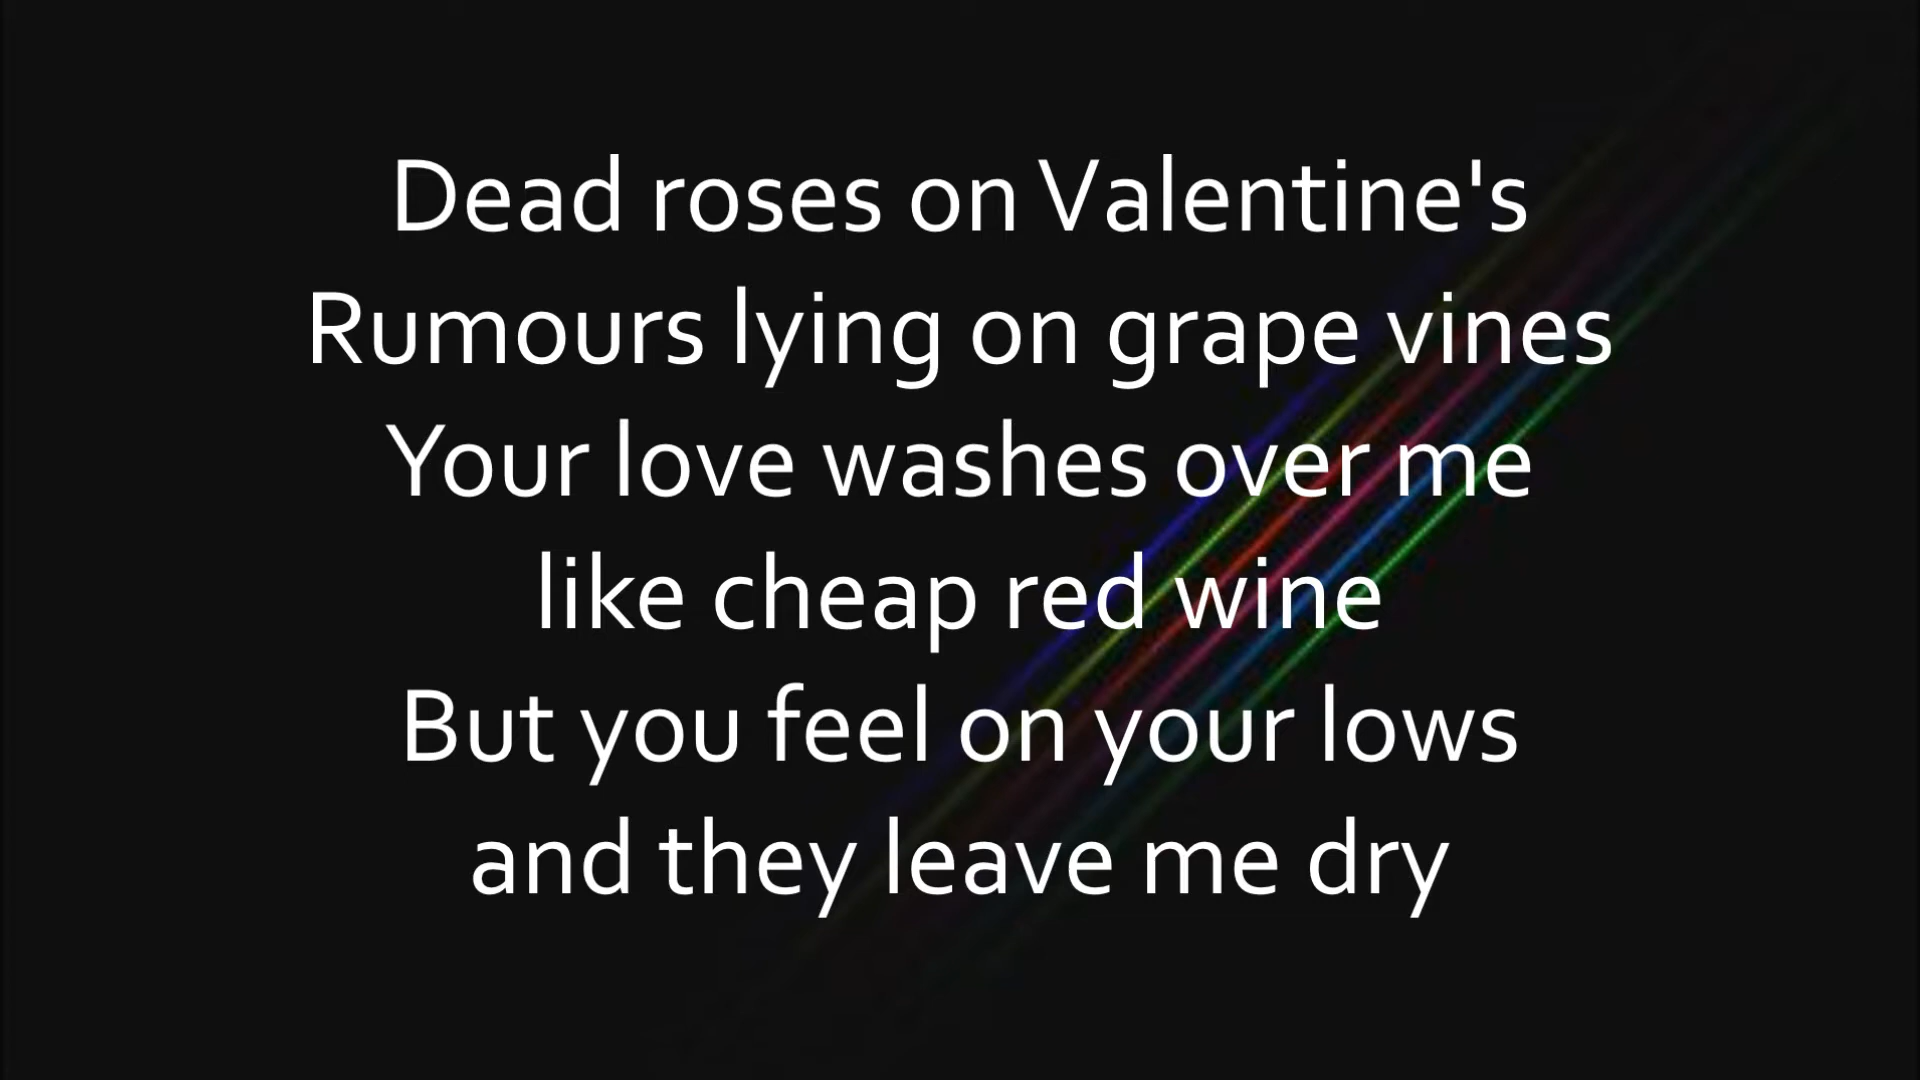 Dead roses on Valentine's
Rumours lying on grape vines
Your love washes over me
like cheap red wine
But you feel on your lows
and they leave me dry